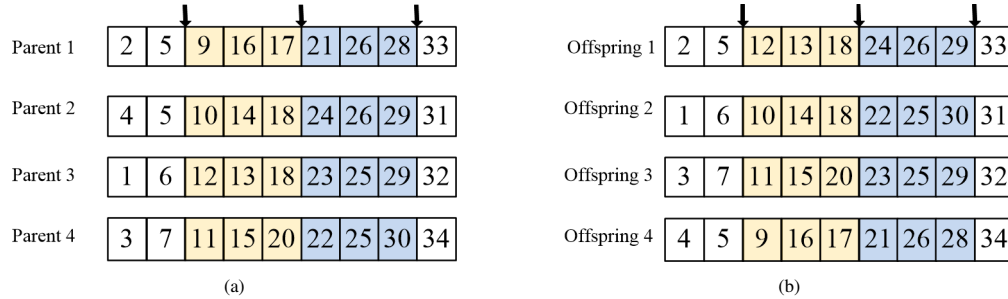 Parent 1 2 5 9 16 17 21 26 28 33
Parent 2 4 5 10 14 18 24 26 29 31
Parent 3 1 6 12 13 18 23 25 29 32
Parent 4 3 7 11 15 20 22 25 30 34
(a)
Offspring 1 2 5 12 13 18 24 26 29 33
Offspring 2 1 6 10 14 18 22 25 30 31
Offspring 3 3 7 11 15 20 23 25 29 32
Offspring 4 4 5 9 16 17 21 26 28 34
(b)